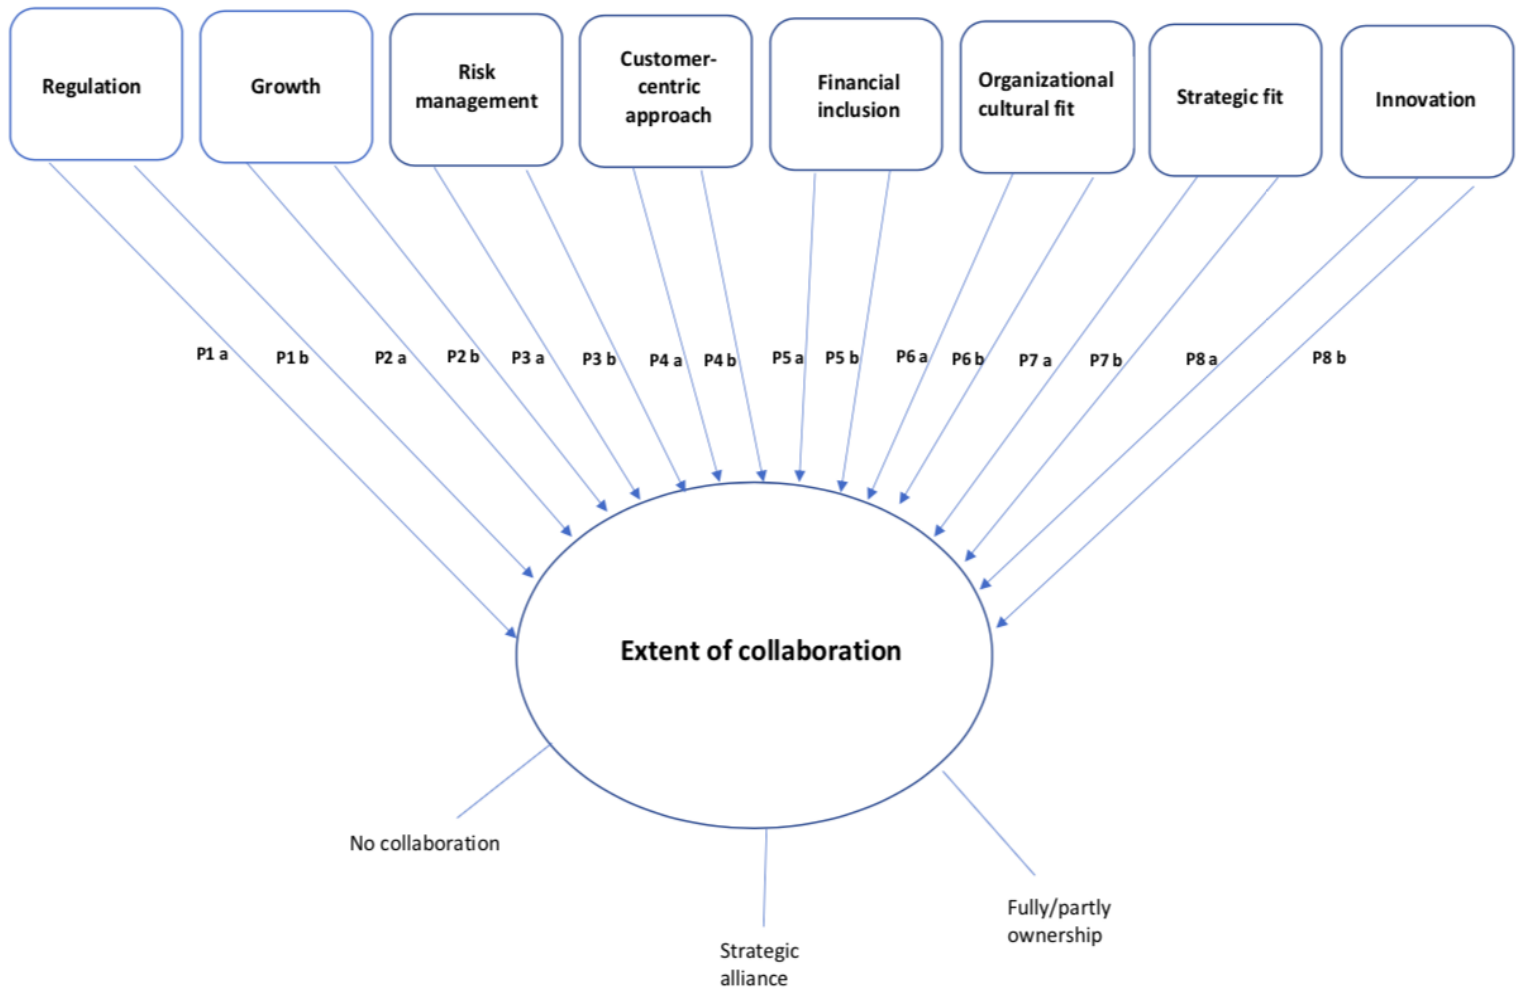 Regulation
Growth
Risk
management
Customer-
centric
approach
Financial
inclusion
Organizational
cultural fit
Strategic fit
Innovation
P1 a
P1 b
P2 a
P2 b
P3 a
P3 b
P4 a
P4 b
P5 a
P5 b
P6 a
P6 b
P7 a
P7 b
P8 a
P8 b
Extent of collaboration
No collaboration
Strategic
alliance
Fully/partly
ownership